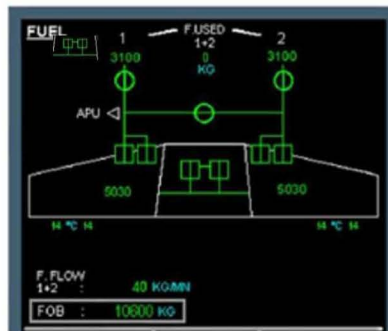 FUEL 1 F.USED 2
1+2
3100 0 3100
KG
APU
5030 5030
14 °C 14 14 °C 14
F.FLOW
1+2 : 40 KG/MN
FOB : 10600 KG